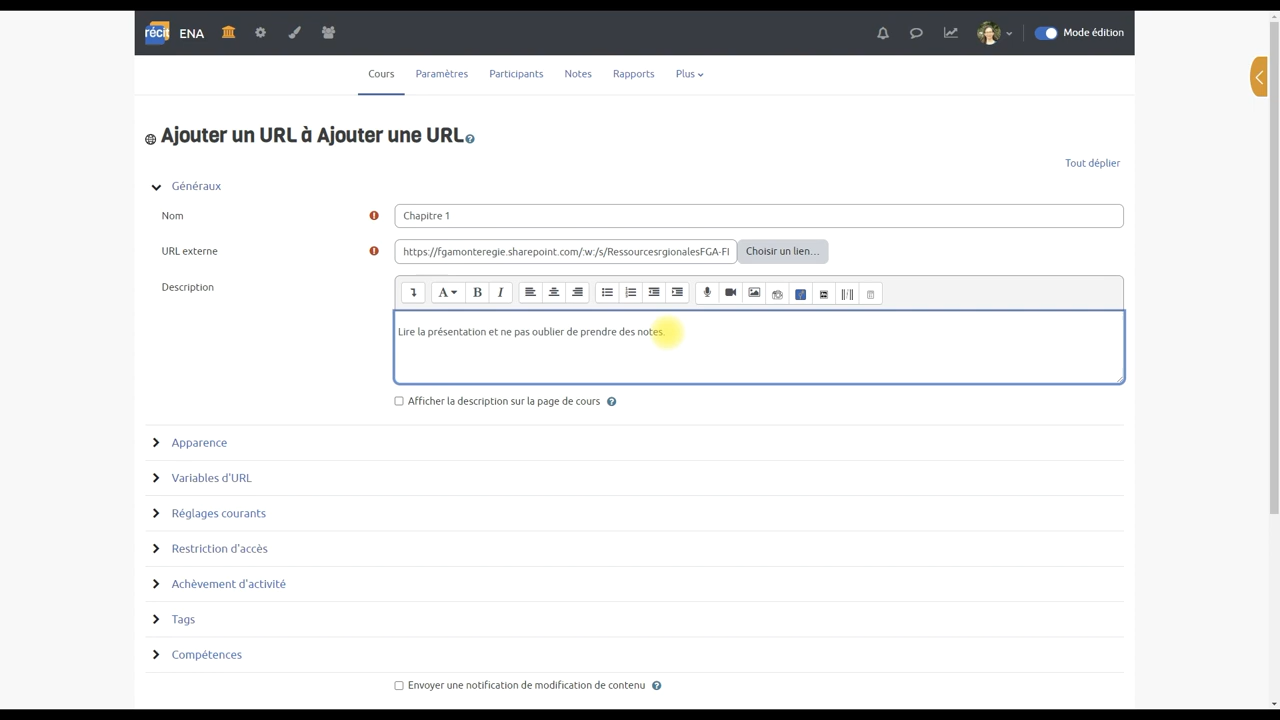 récit ENA Mode édition
Cours Paramètres Participants Notes Rapports Plus
Ajouter un URL à Ajouter une URL
Tout déplier
Généraux
Nom Chapitre 1
URL externe https://fgamonteregie.sharepoint.com/:w:/s/RessourcesrgionalesFGA-FI Choisir un lien...
Description A B I
Lire la présentation et ne pas oublier de prendre des notes.
Afficher la description sur la page de cours
Apparence
Variables d'URL
Réglages courants
Restriction d'accès
Achèvement d'activité
Tags
Compétences
Envoyer une notification de modification de contenu